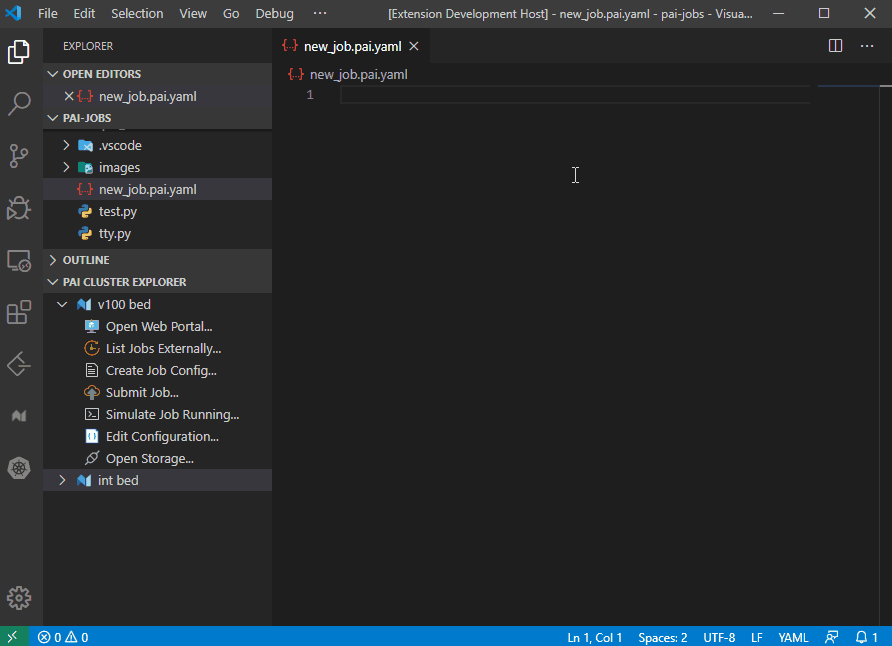 File Edit Selection View Go Debug ··· [Extension Development Host] - new_job.pai.yaml - pai-jobs - Visua...
EXPLORER
OPEN EDITORS
new_job.pai.yaml
PAI-JOBS
.vscode
images
new_job.pai.yaml
test.py
tty.py
OUTLINE
PAI CLUSTER EXPLORER
v100 bed
Open Web Portal...
List Jobs Externally...
Create Job Config...
Submit Job...
Simulate Job Running...
Edit Configuration...
Open Storage...
int bed
new_job.pai.yaml
new_job.pai.yaml
1
0 0 Ln 1, Col 1 Spaces: 2 UTF-8 LF YAML 1